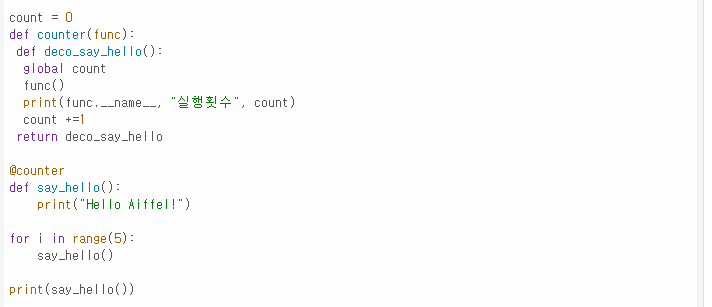 count = 0
def counter(func):
 def deco_say_hello():
  global count
  func()
  print(func.__name__, "실행횟수", count)
  count +=1
 return deco_say_hello

@counter
def say_hello():
    print("Hello Aiffel!")

for i in range(5):
    say_hello()

print(say_hello())